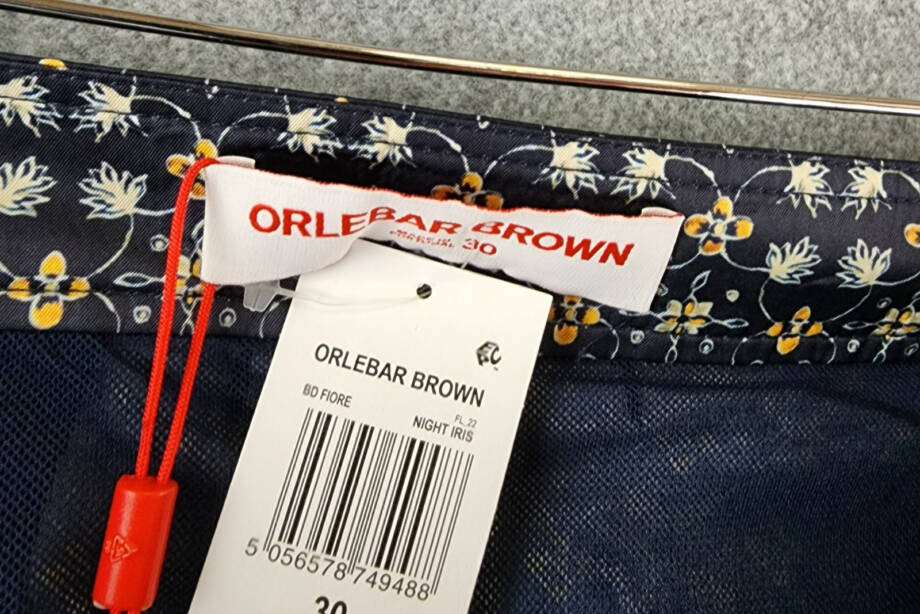 ORLEBAR BROWN
30
ORLEBAR BROWN
BD FIORE
FL_22
NIGHT IRIS
5 056578 749488
30